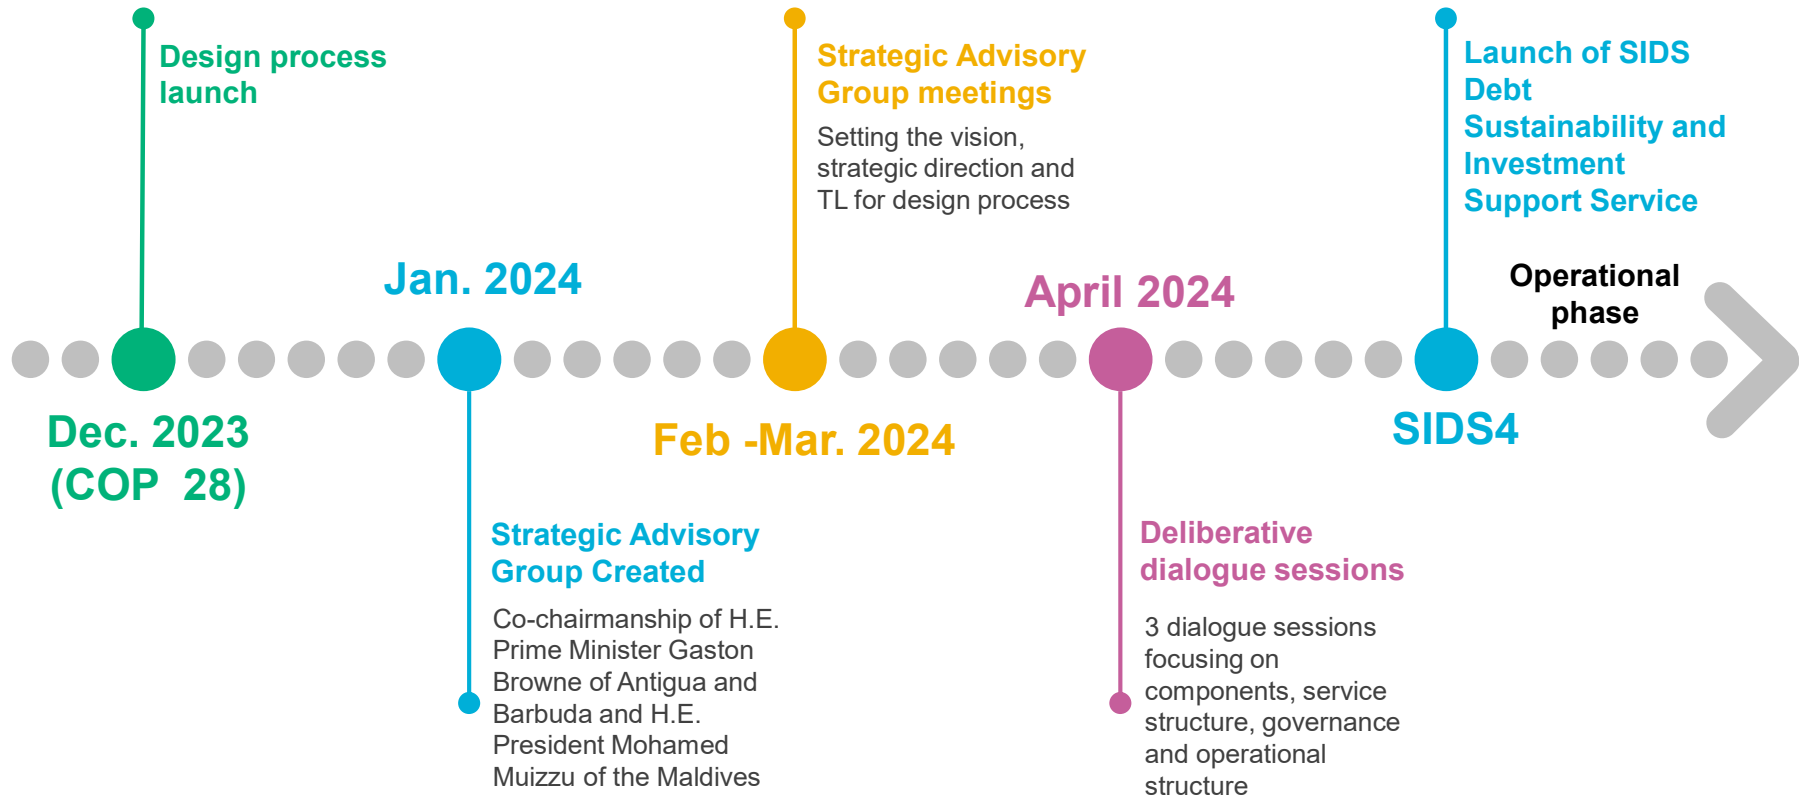 Design process
launch
Dec. 2023
(COP 28)
Jan. 2024
Strategic Advisory
Group Created
Co-chairmanship of H.E.
Prime Minister Gaston
Browne of Antigua and
Barbuda and H.E.
President Mohamed
Muizzu of the Maldives
Strategic Advisory
Group meetings
Setting the vision,
strategic direction and
TL for design process
Feb -Mar. 2024
April 2024
Deliberative
dialogue sessions
3 dialogue sessions
focusing on
components, service
structure, governance
and operational
structure
Launch of SIDS
Debt
Sustainability and
Investment
Support Service
SIDS4
Operational
phase